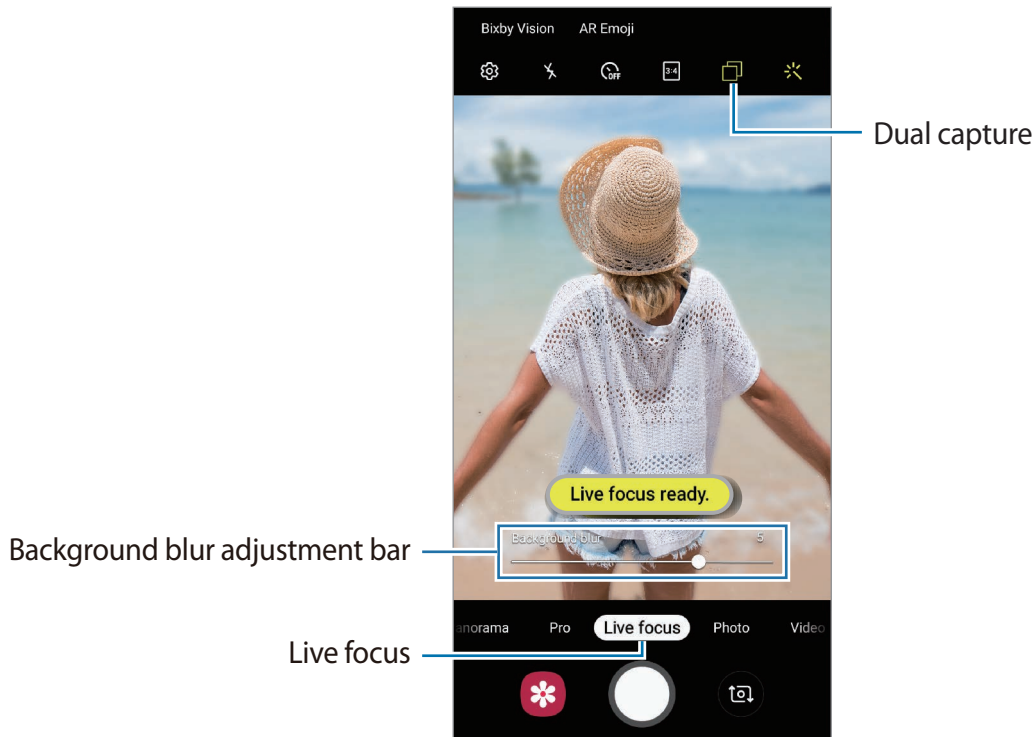 Bixby Vision AR Emoji
OFF 3:4
Dual capture
Live focus ready.
Background blur 5
Background blur adjustment bar
anorama Pro Live focus Photo Video
Live focus